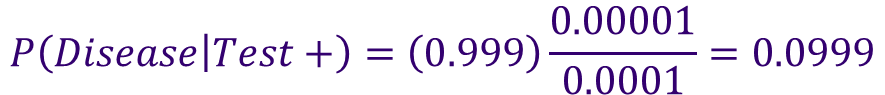 P(Disease|Test +) = (0.999) 0.00001 / 0.0001 = 0.0999